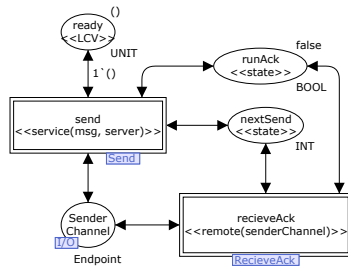 ()
ready
<<LCV>>
UNIT
1`()
false
runAck
<<state>>
BOOL
send
<<service(msg, server)>>
Send
nextSend
<<state>>
INT
Sender
Channel
I/O
Endpoint
recieveAck
<<remote(senderChannel)>>
RecieveAck